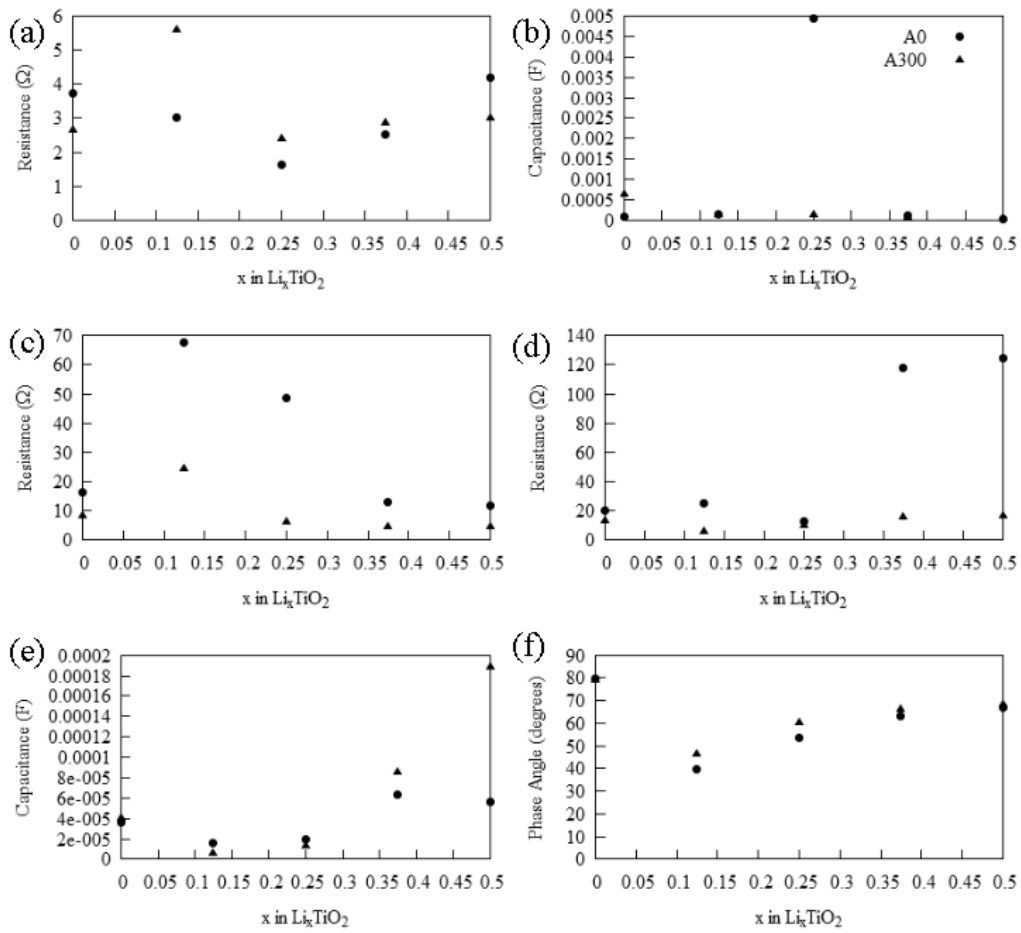 (a)
Resistance (Ω)
6
5
4
3
2
1
0
0 0.05 0.1 0.15 0.2 0.25 0.3 0.35 0.4 0.45 0.5
x in LixTiO2
(b)
Capacitance (F)
0.005
0.0045
0.004
0.0035
0.003
0.0025
0.002
0.0015
0.001
0.0005
0
A0
A300
0 0.05 0.1 0.15 0.2 0.25 0.3 0.35 0.4 0.45 0.5
x in LixTiO2
(c)
Resistance (Ω)
70
60
50
40
30
20
10
0
0 0.05 0.1 0.15 0.2 0.25 0.3 0.35 0.4 0.45 0.5
x in LixTiO2
(d)
Resistance (Ω)
140
120
100
80
60
40
20
0
0 0.05 0.1 0.15 0.2 0.25 0.3 0.35 0.4 0.45 0.5
x in LixTiO2
(e)
Capacitance (F)
0.0002
0.00018
0.00016
0.00014
0.00012
0.0001
8e-005
6e-005
4e-005
2e-005
0
0 0.05 0.1 0.15 0.2 0.25 0.3 0.35 0.4 0.45 0.5
x in LixTiO2
(f)
Phase Angle (degrees)
90
80
70
60
50
40
30
20
10
0
0 0.05 0.1 0.15 0.2 0.25 0.3 0.35 0.4 0.45 0.5
x in LixTiO2